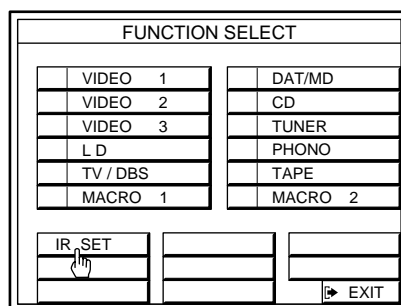 FUNCTION SELECT
VIDEO 1
VIDEO 2
VIDEO 3
L D
TV / DBS
MACRO 1
DAT/MD
CD
TUNER
PHONO
TAPE
MACRO 2
IR SET
EXIT